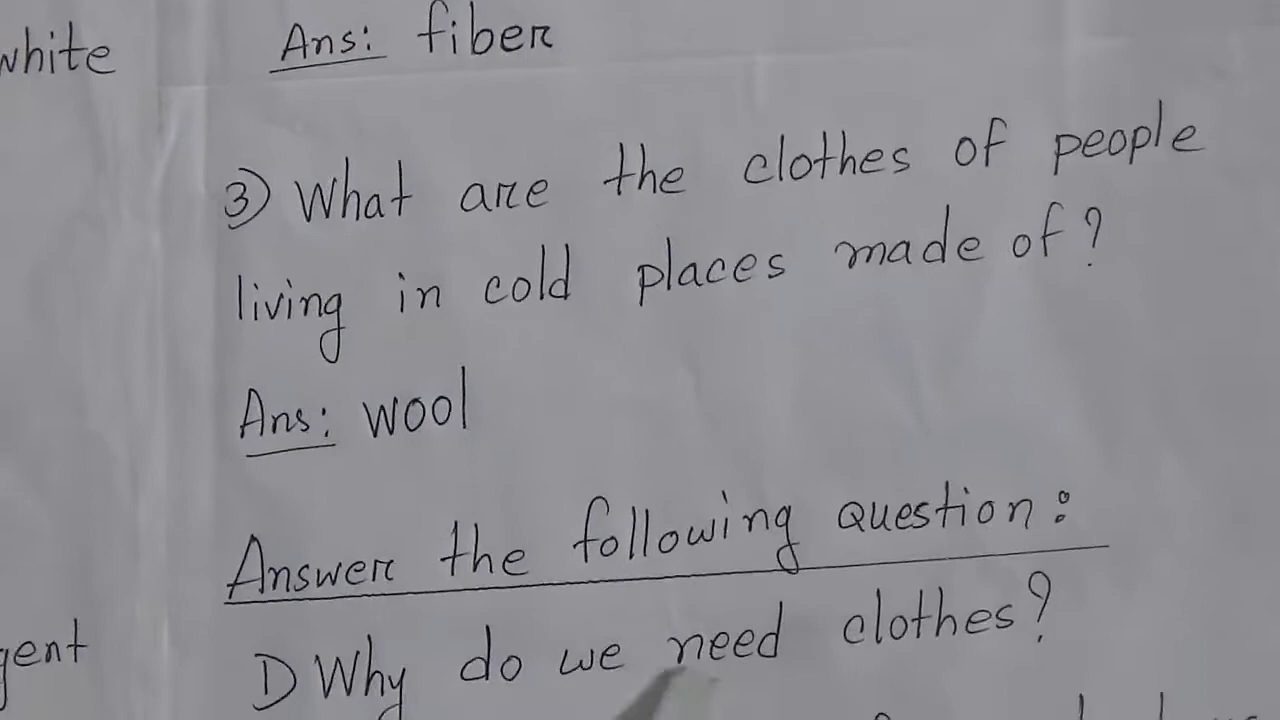 white
Ans: fiber
3) What are the clothes of people
living in cold places made of?
Ans: wool
Answer the following question:
gent
1) Why do we need clothes?